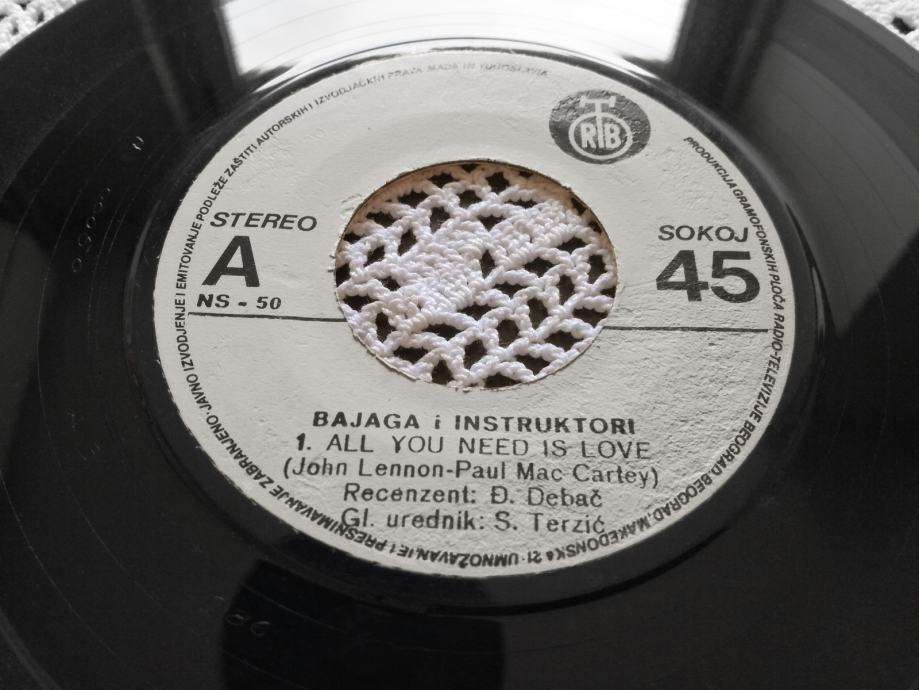 PRODUKCIJA GRAMOFONSKIH PLOČA RADIO-TELEVIZIJE BEOGRAD, BEOGRAD, MAKEDONSKA 21 · UMNOŽAVANJE I PRESNIMAVANJE ZABRANJENO · JAVNO IZVODJENJE I EMITOVANJE PODLEŽE ZAŠTITI AUTORSKIH I IZVODJAČKIH PRAVA MADE IN YUGOSLAVIA
RTB
STEREO
A
NS - 50
SOKOJ
45
BAJAGA i INSTRUKTORI
1. ALL YOU NEED IS LOVE
(John Lennon-Paul Mac Cartey)
Recenzent: Đ. Debač
Gl. urednik: S. Terzić